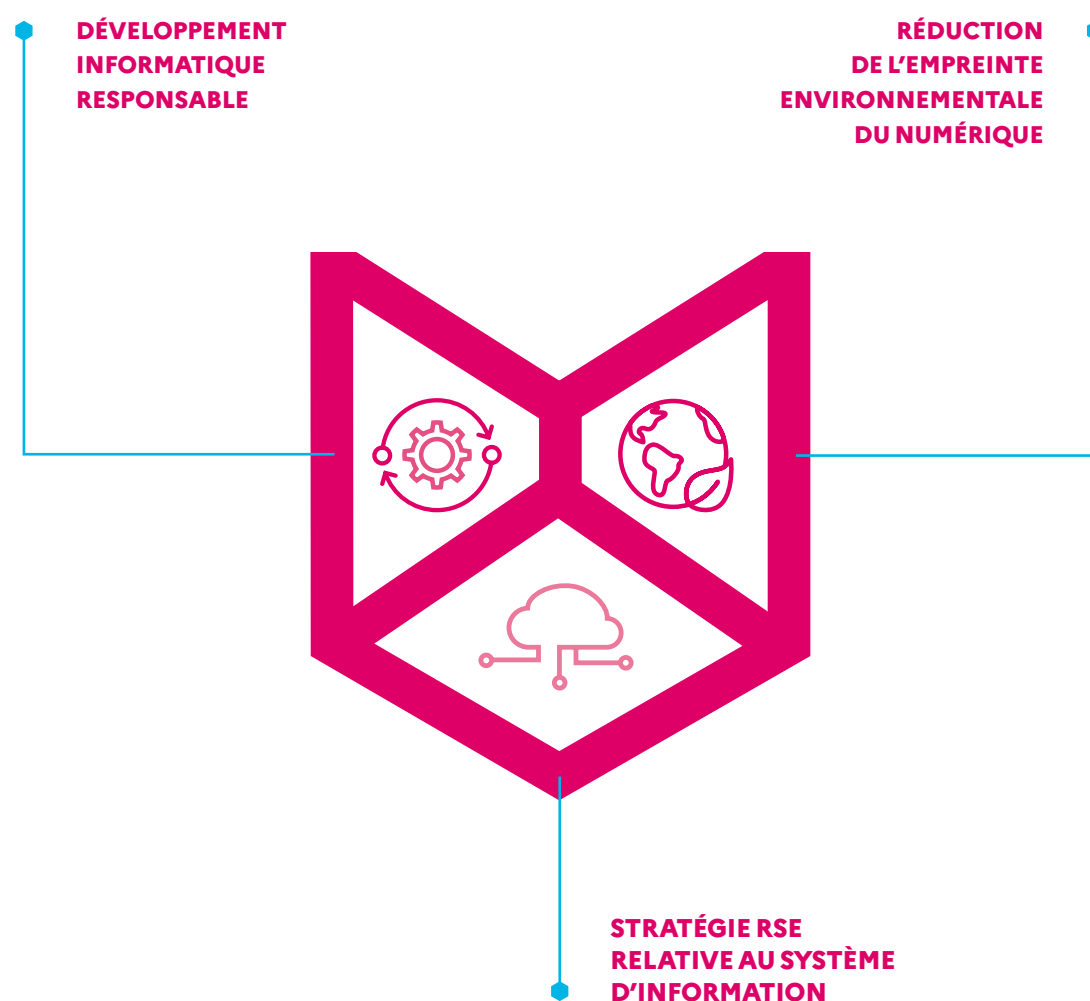 DÉVELOPPEMENT
INFORMATIQUE
RESPONSABLE
RÉDUCTION
DE L’EMPREINTE
ENVIRONNEMENTALE
DU NUMÉRIQUE
STRATÉGIE RSE
RELATIVE AU SYSTÈME
D’INFORMATION